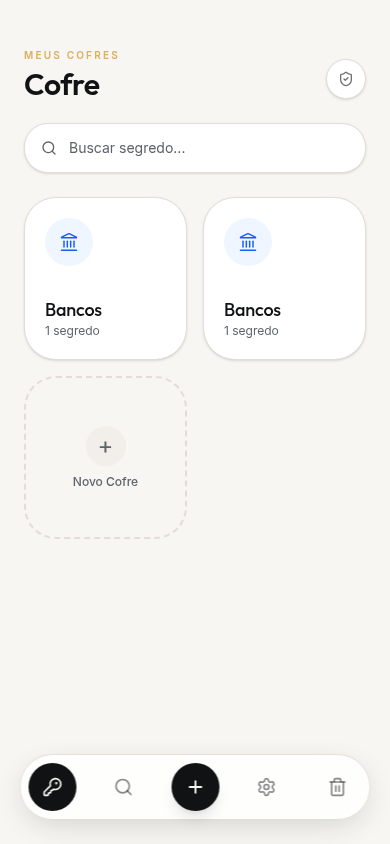 MEUS COFRES
Cofre
Buscar segredo...
Bancos
1 segredo
Bancos
1 segredo
Novo Cofre